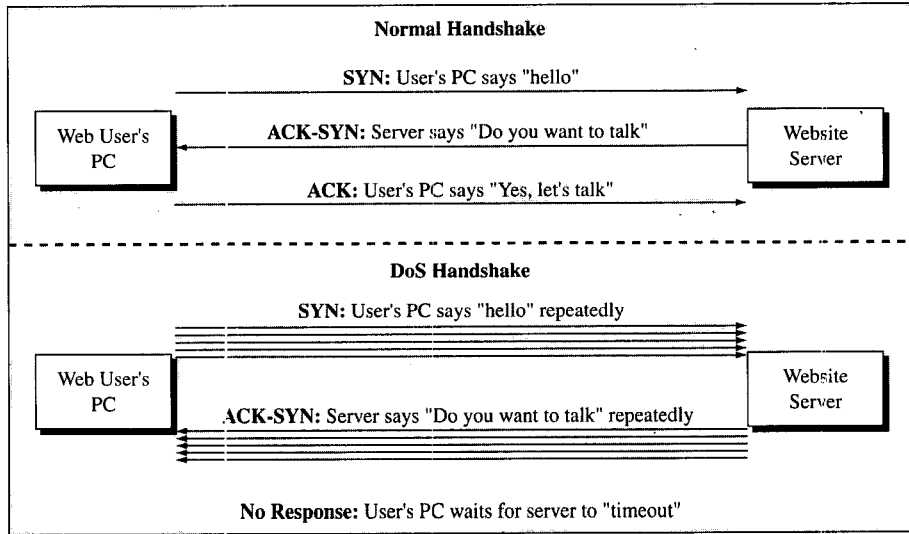 Normal Handshake
SYN: User's PC says "hello"
Web User's
PC
ACK-SYN: Server says "Do you want to talk"
Website
Server
ACK: User's PC says "Yes, let's talk"
DoS Handshake
SYN: User's PC says "hello" repeatedly
Web User's
PC
Website
Server
ACK-SYN: Server says "Do you want to talk" repeatedly
No Response: User's PC waits for server to "timeout"